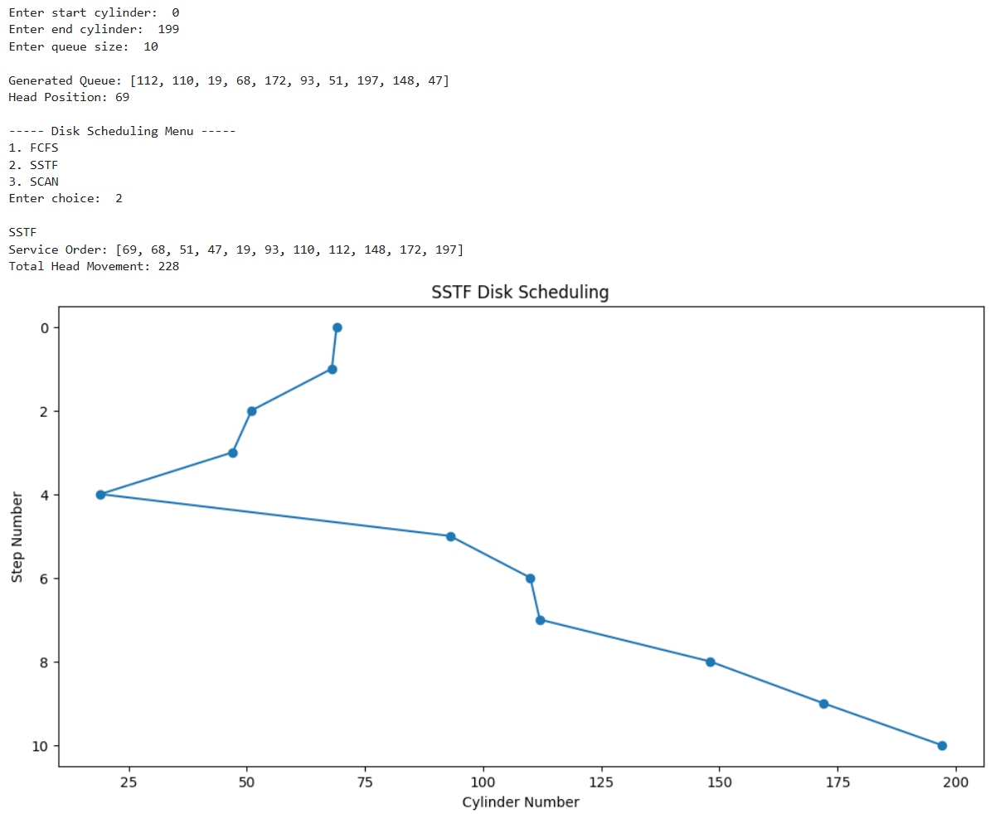 Enter start cylinder:  0
Enter end cylinder:  199
Enter queue size:  10
Generated Queue: [112, 110, 19, 68, 172, 93, 51, 197, 148, 47]
Head Position: 69
----- Disk Scheduling Menu -----
1. FCFS
2. SSTF
3. SCAN
Enter choice:  2
SSTF
Service Order: [69, 68, 51, 47, 19, 93, 110, 112, 148, 172, 197]
Total Head Movement: 228
SSTF Disk Scheduling
0
2
4
6
8
10
Step Number
25 50 75 100 125 150 175 200
Cylinder Number